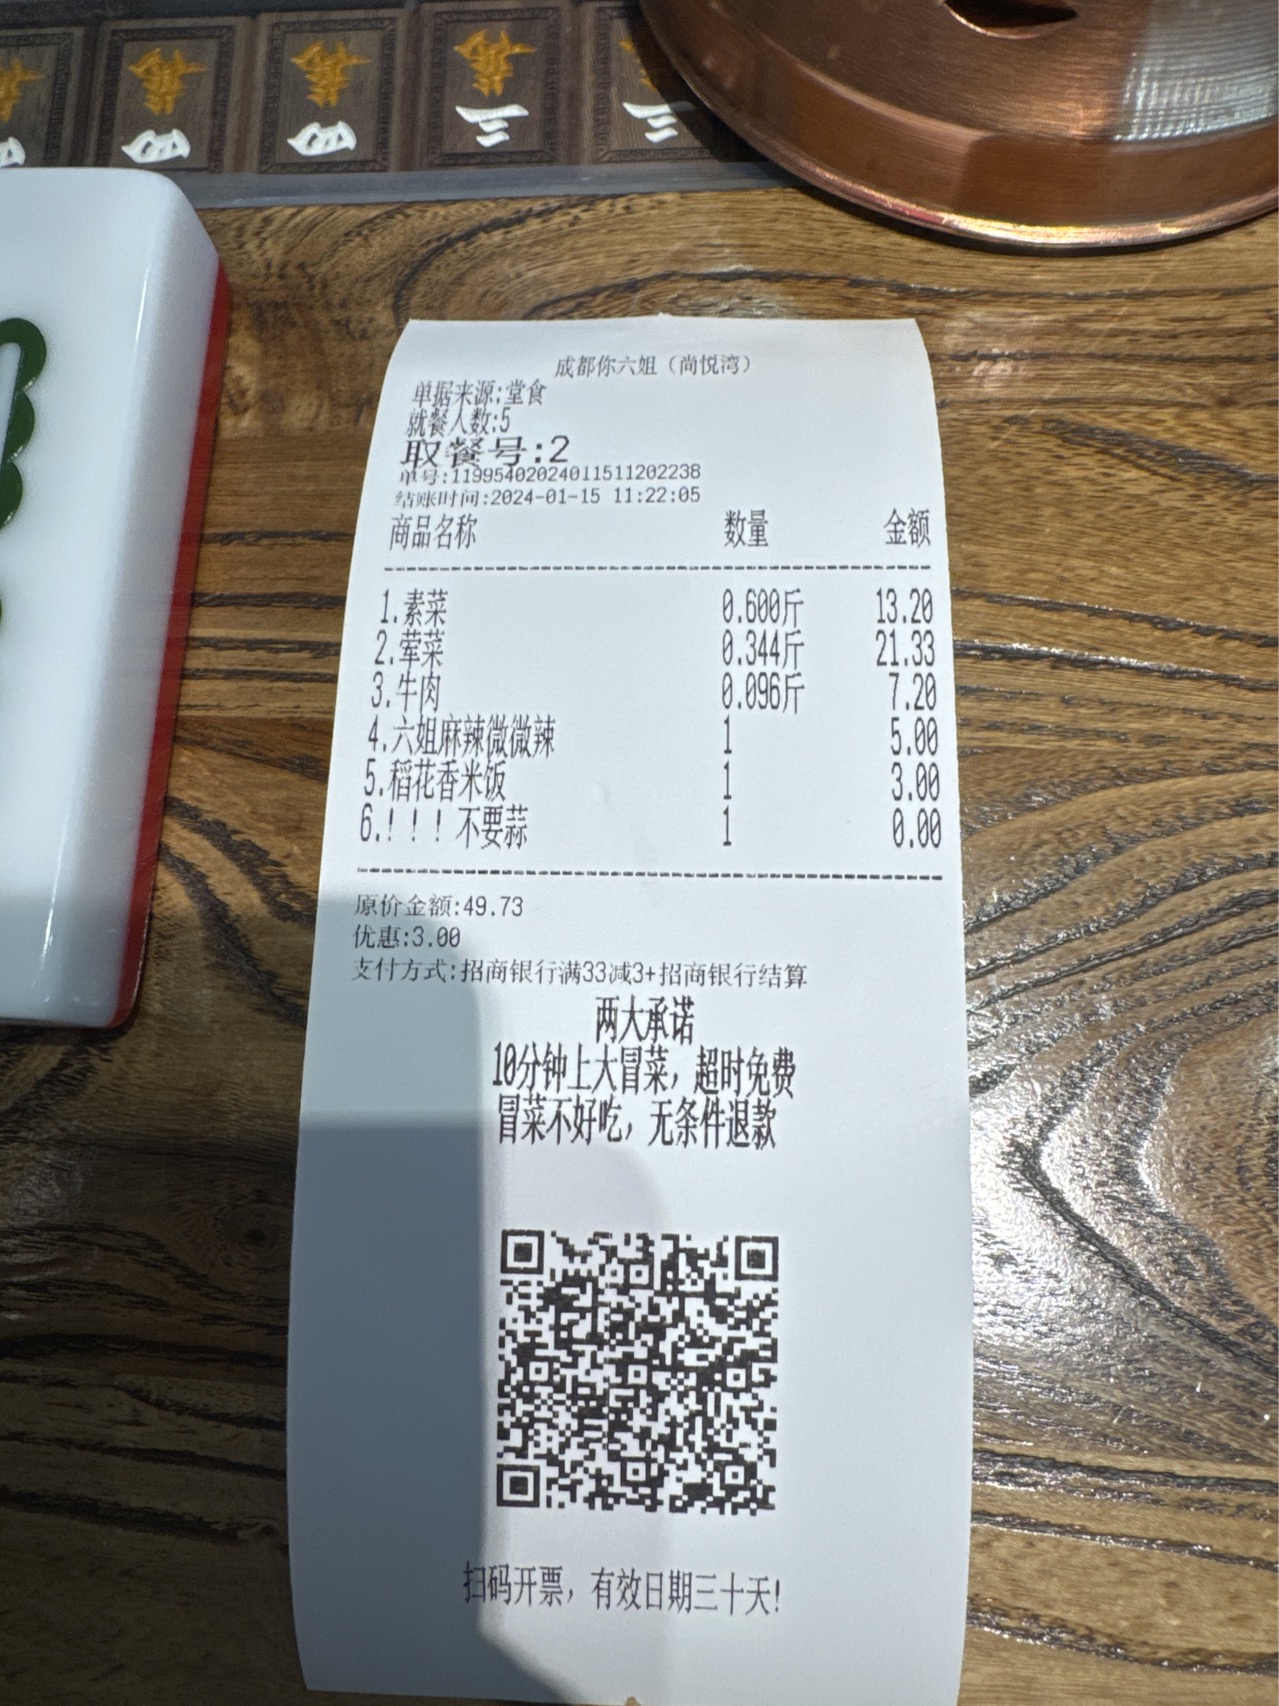 萬 萬 萬 萬
四 四 三 三
成都你六姐（尚悦湾）
单据来源:堂食
就餐人数:5
取餐号:2
单号:11995402024011511202238
结账时间:2024-01-15 11:22:05
商品名称 数量 金额
1.素菜 0.600斤 13.20
2.荤菜 0.344斤 21.33
3.牛肉 0.096斤 7.20
4.六姐麻辣微微辣 1 5.00
5.稻花香米饭 1 3.00
6.！！！不要蒜 1 0.00
原价金额:49.73
优惠:3.00
支付方式:招商银行满33减3+招商银行结算
两大承诺
10分钟上大冒菜，超时免费
冒菜不好吃，无条件退款
扫码开票，有效日期三十天!